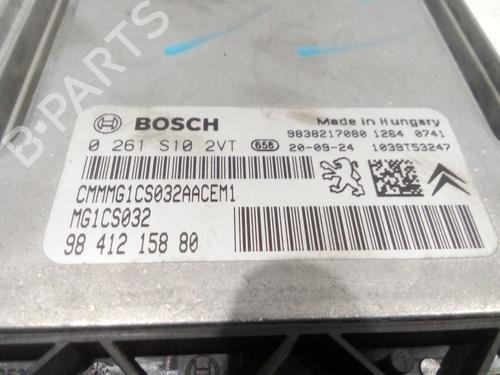 BOSCH
Made in Hungary
9838217080 1264 0741
0 261 S10 2VT 656 20-09-24 1039T53247
CMMMG1CS032AACEM1
MG1CS032
98 412 158 80
B-PARTS
BOSCH